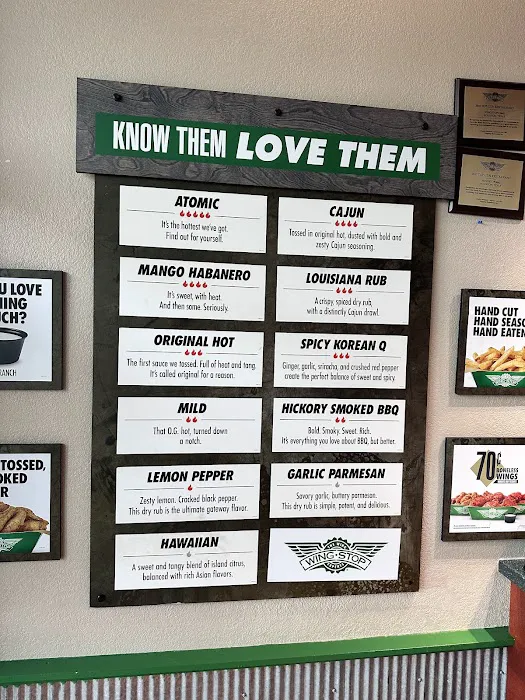 KNOW THEM LOVE THEM
ATOMIC
It's the hottest we've got.
Find out for yourself.
CAJUN
Tossed in original hot, dusted with bold and
zesty Cajun seasoning.
MANGO HABANERO
It's sweet, with heat.
And then some. Seriously.
LOUISIANA RUB
A crispy, spiced dry rub,
with a distinctly Cajun drawl.
ORIGINAL HOT
The first sauce we tossed. Full of heat and tang.
It's called original for a reason.
SPICY KOREAN Q
Ginger, garlic, sriracha, and crushed red pepper
create the perfect balance of sweet and spicy.
MILD
That O.G. hot, turned down
a notch.
HICKORY SMOKED BBQ
Bold. Smoky. Sweet. Rich.
It's everything you love about BBQ, but better.
LEMON PEPPER
Zesty lemon. Cracked black pepper.
This dry rub is the ultimate gateway flavor.
GARLIC PARMESAN
Savory garlic, buttery parmesan.
This dry rub is simple, potent, and delicious.
HAWAIIAN
A sweet and tangy blend of island citrus,
balanced with rich Asian flavors.
WING·STOP
U LOVE
HING
CH?
RANCH
TOSSED,
OKED
R
HAND CUT
HAND SEAS
HAND EATE
70¢
BONELESS
WINGS